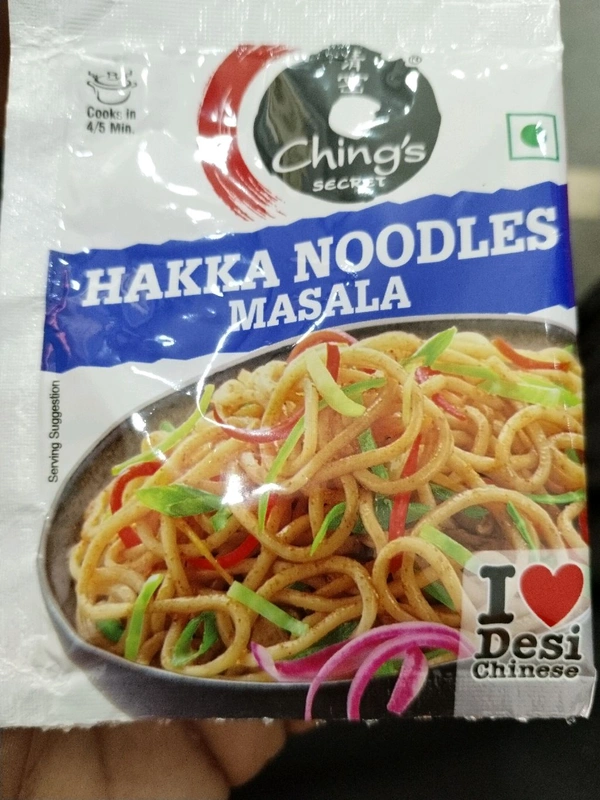 Cooks in
4/5 Min.
Ching's
SECRET
®
HAKKA NOODLES
MASALA
Serving Suggestion
I
Desi
Chinese